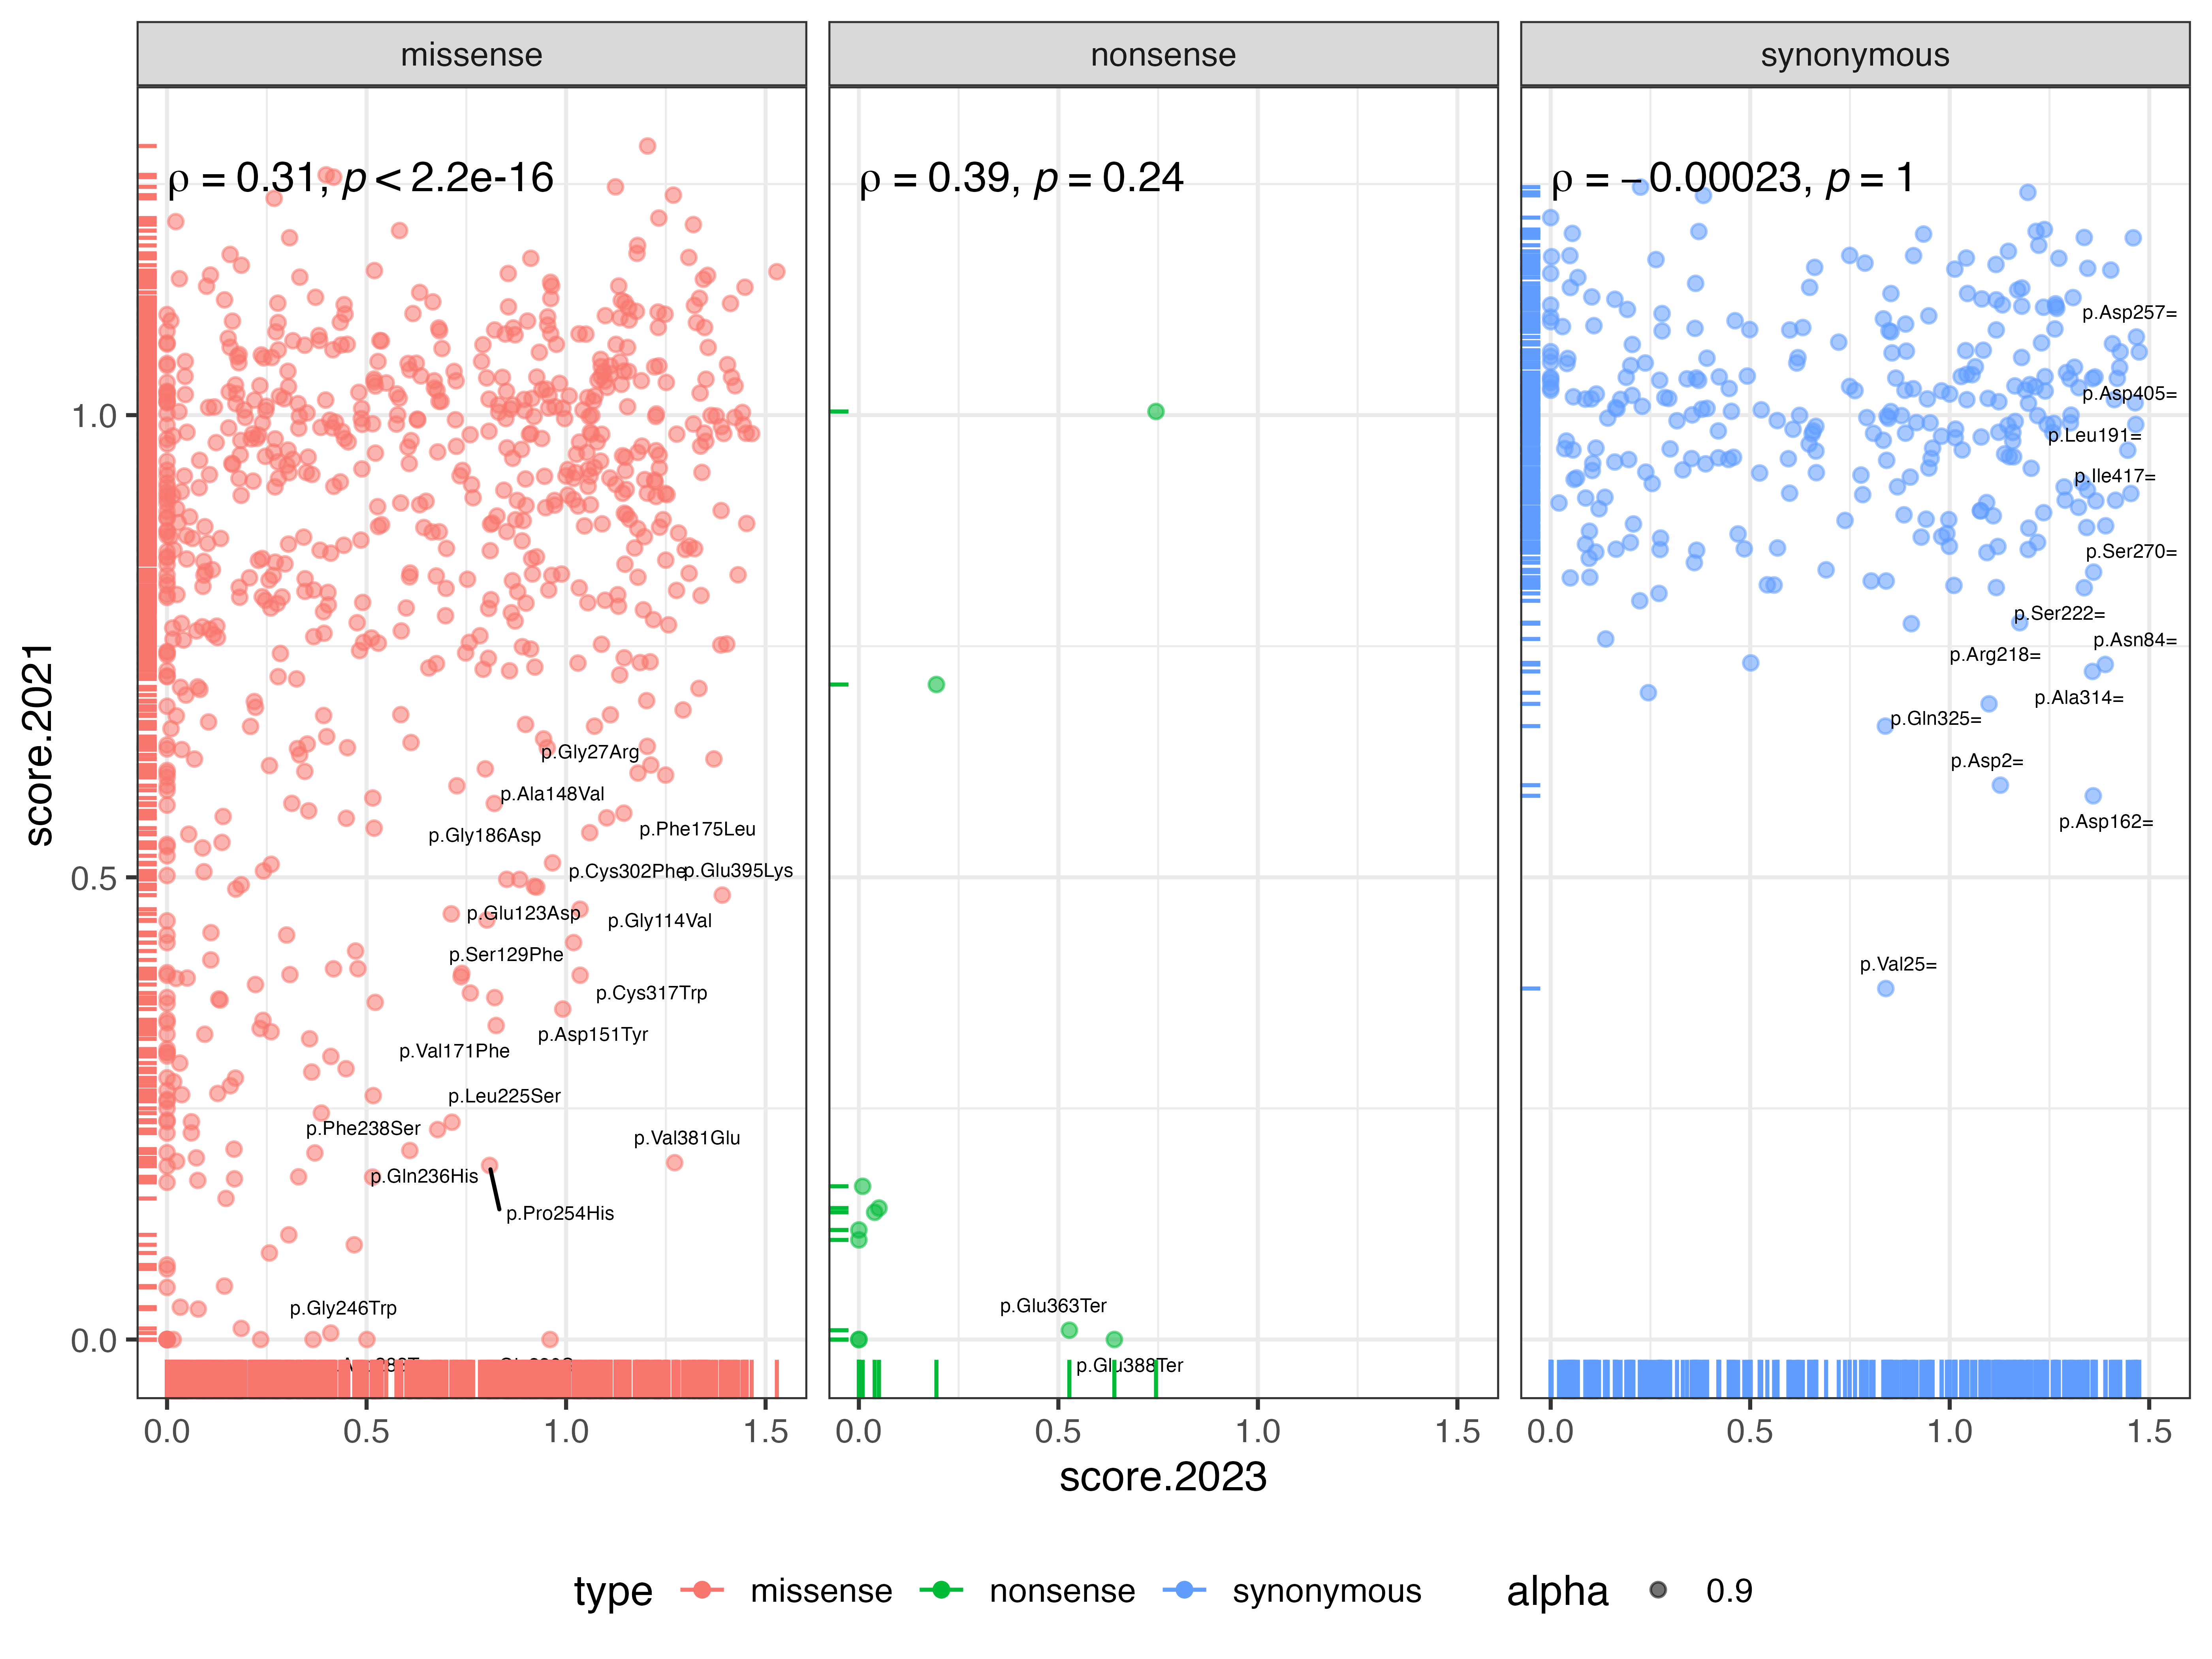 missense
nonsense
synonymous
ρ = 0.31, p < 2.2e-16
ρ = 0.39, p = 0.24
ρ = −0.00023, p = 1
score.2021
1.0
0.5
0.0
p.Gly27Arg
p.Ala148Val
p.Gly186Asp
p.Phe175Leu
p.Cys302Phe
p.Glu395Lys
p.Glu123Asp
p.Gly114Val
p.Ser129Phe
p.Cys317Trp
p.Asp151Tyr
p.Val171Phe
p.Leu225Ser
p.Phe238Ser
p.Val381Glu
p.Gln236His
p.Pro254His
p.Gly246Trp
p.Glu363Ter
p.Glu388Ter
p.Asp257=
p.Asp405=
p.Leu191=
p.Ile417=
p.Ser270=
p.Ser222=
p.Asn84=
p.Arg218=
p.Ala314=
p.Gln325=
p.Asp2=
p.Asp162=
p.Val25=
0.0 0.5 1.0 1.5
0.0 0.5 1.0 1.5
0.0 0.5 1.0 1.5
score.2023
type missense nonsense synonymous alpha 0.9